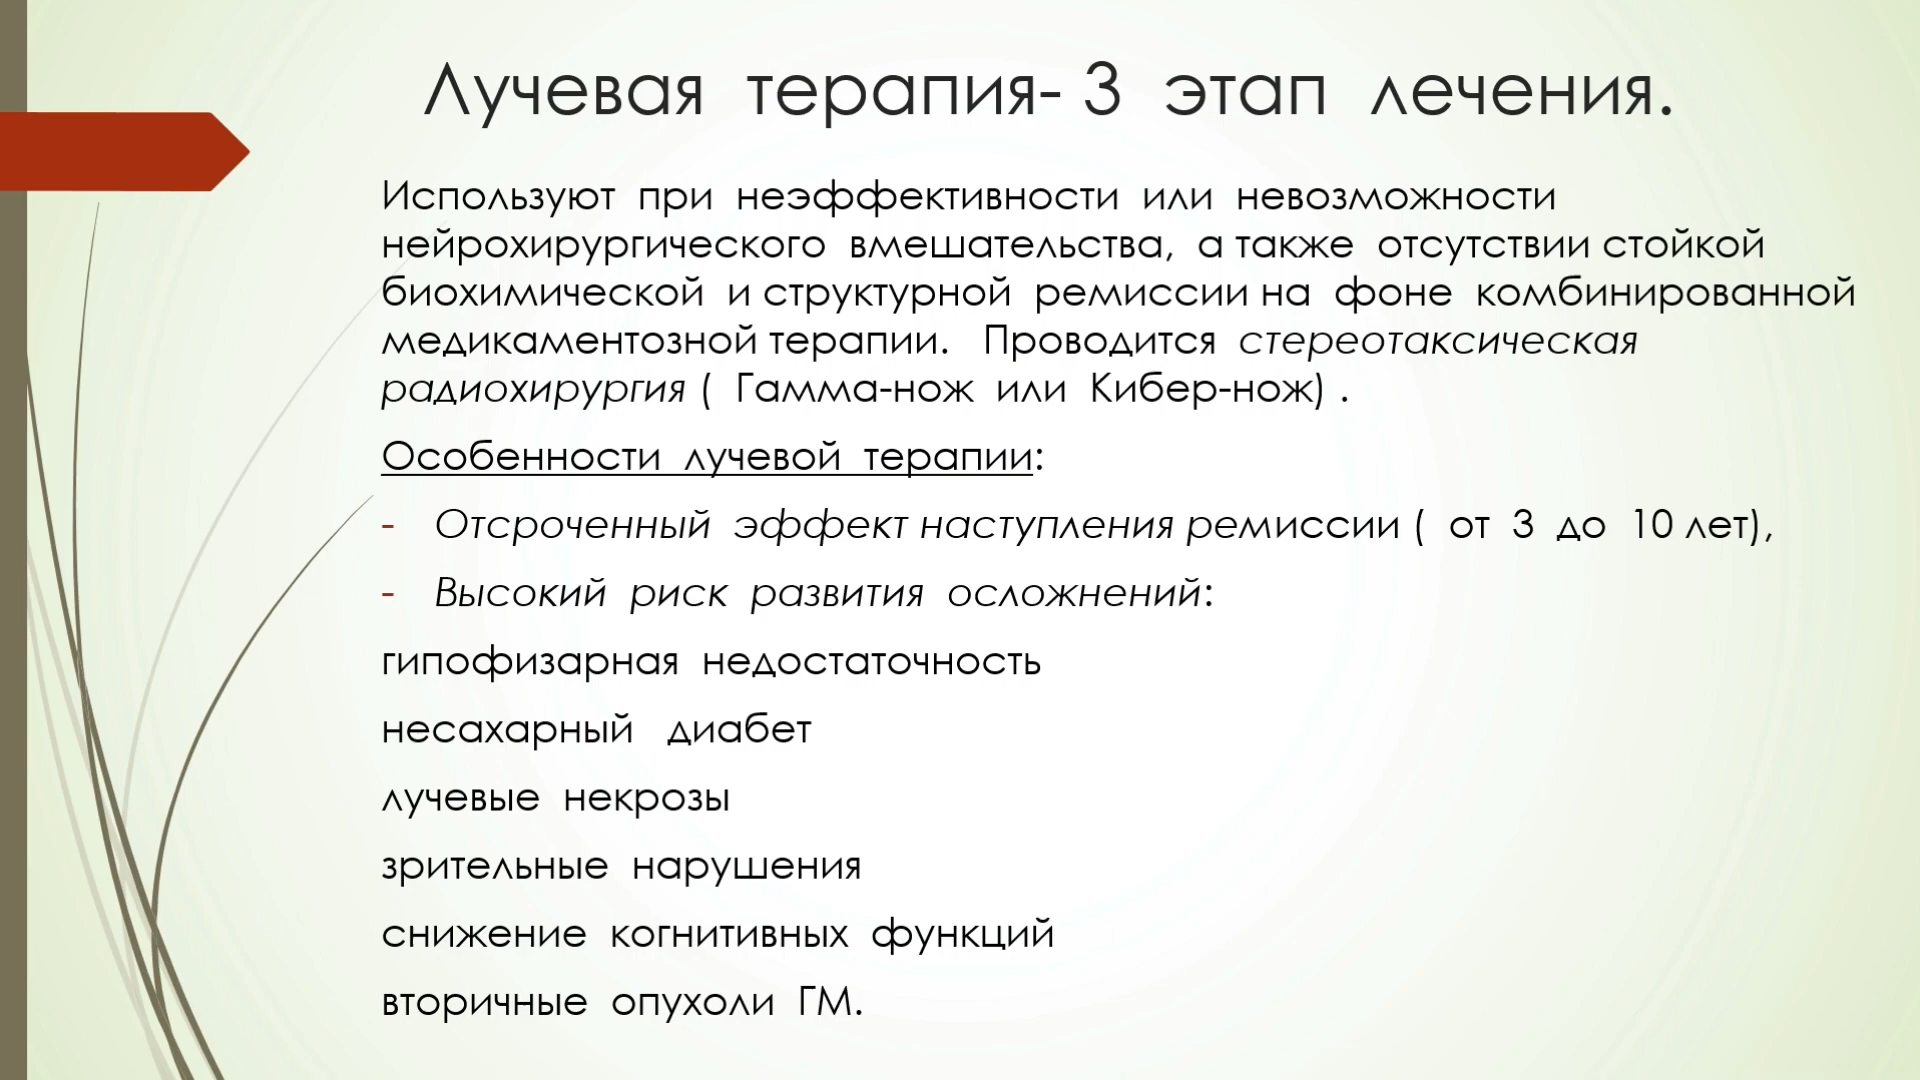 Лучевая терапия- 3 этап лечения.
Используют при неэффективности или невозможности
нейрохирургического вмешательства, а также отсутствии стойкой
биохимической и структурной ремиссии на фоне комбинированной
медикаментозной терапии. Проводится стереотаксическая
радиохирургия ( Гамма-нож или Кибер-нож) .
Особенности лучевой терапии:
- Отсроченный эффект наступления ремиссии ( от 3 до 10 лет),
- Высокий риск развития осложнений:
гипофизарная недостаточность
несахарный диабет
лучевые некрозы
зрительные нарушения
снижение когнитивных функций
вторичные опухоли ГМ.